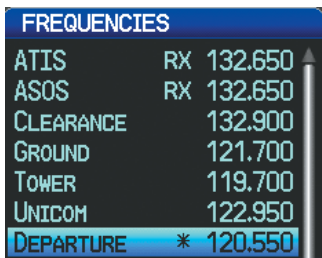 FREQUENCIES
ATIS RX 132.650
ASOS RX 132.650
CLEARANCE 132.900
GROUND 121.700
TOWER 119.700
UNICOM 122.950
DEPARTURE * 120.550